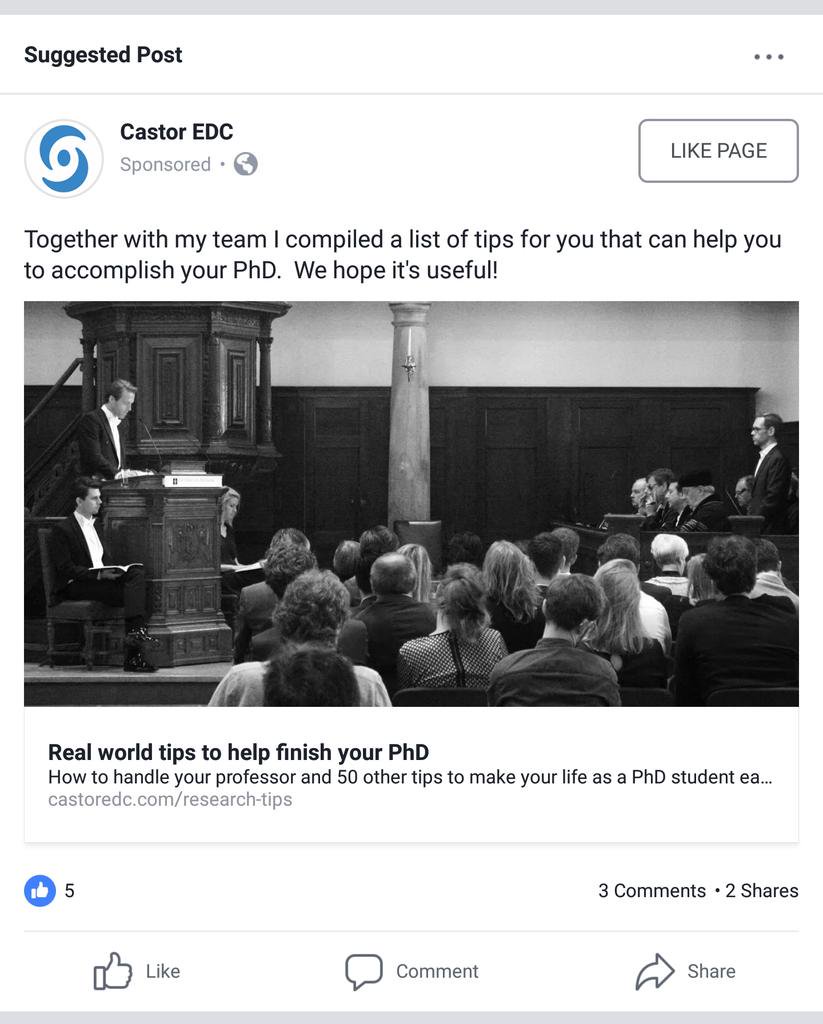 Suggested Post
Castor EDC
Sponsored •
LIKE PAGE
Together with my team I compiled a list of tips for you that can help you
to accomplish your PhD.  We hope it's useful!
Real world tips to help finish your PhD
How to handle your professor and 50 other tips to make your life as a PhD student ea...
castoredc.com/research-tips
5
3 Comments • 2 Shares
Like
Comment
Share